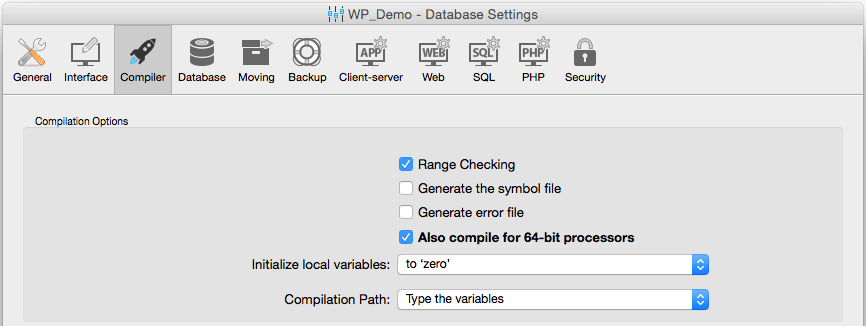 WP_Demo - Database Settings
APP WEB SQL PHP
General Interface Compiler Database Moving Backup Client-server Web SQL PHP Security
Compilation Options
Range Checking
Generate the symbol file
Generate error file
Also compile for 64-bit processors
Initialize local variables: to ‘zero’
Compilation Path: Type the variables